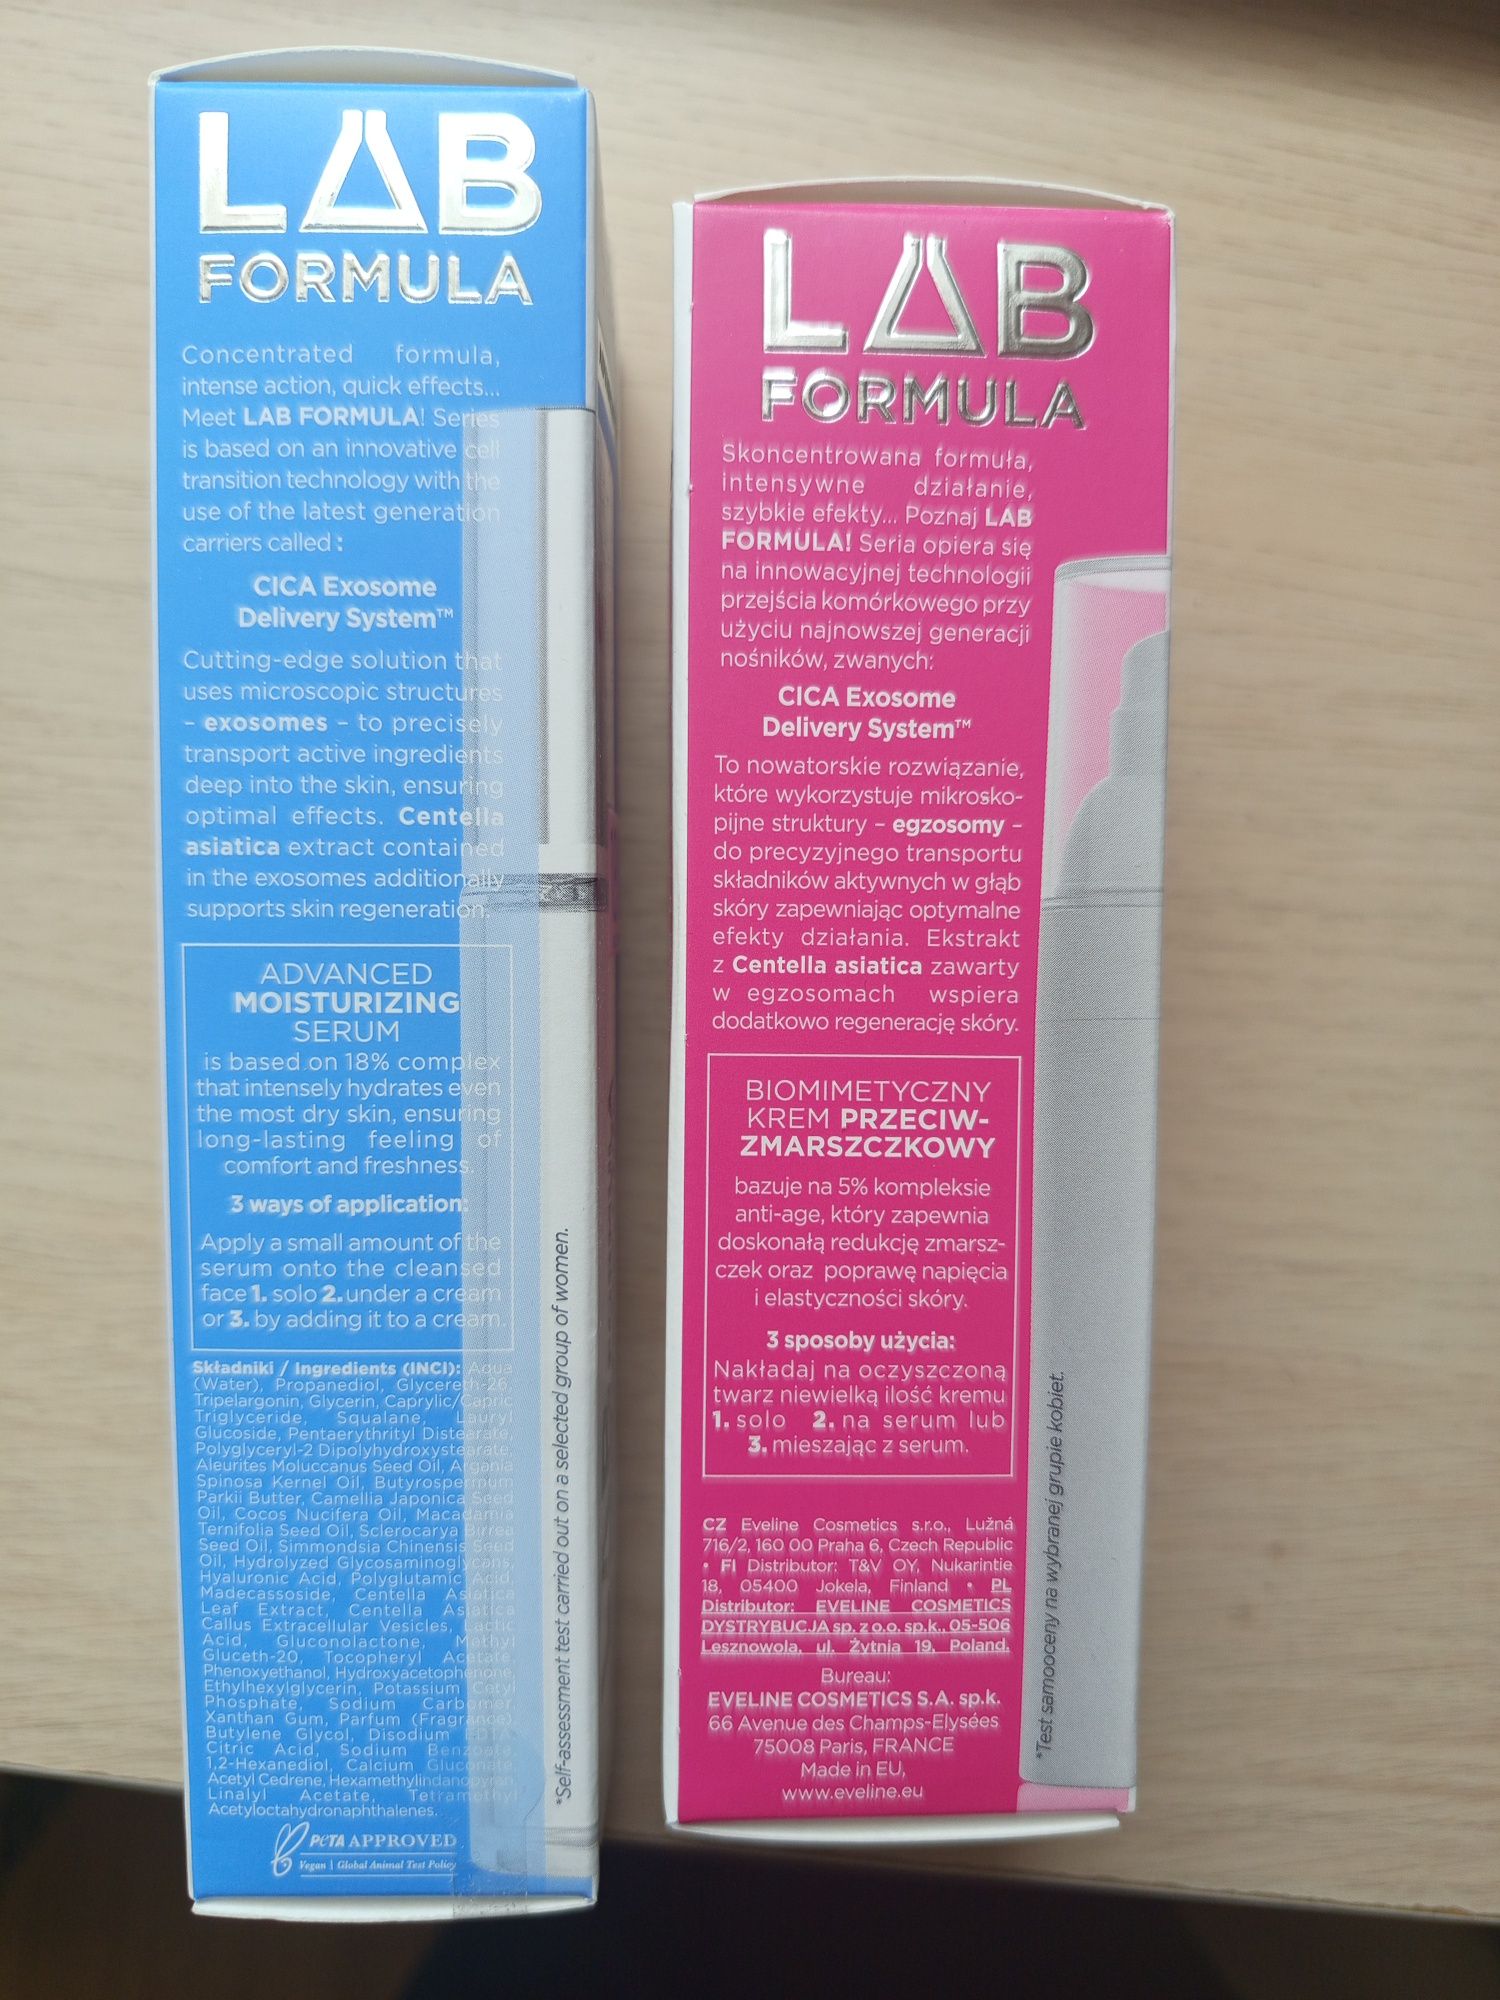 LAB
FORMULA
Concentrated formula,
intense action, quick effects...
Meet LAB FORMULA! Series
is based on an innovative cell
transition technology with the
use of the latest generation
carriers called :
CICA Exosome
Delivery System™
Cutting-edge solution that
uses microscopic structures
– exosomes – to precisely
transport active ingredients
deep into the skin, ensuring
optimal effects. Centella
asiatica extract contained
in the exosomes additionally
supports skin regeneration.
ADVANCED
MOISTURIZING
SERUM
is based on 18% complex
that intensely hydrates even
the most dry skin, ensuring
long-lasting feeling of
comfort and freshness.
3 ways of application:
Apply a small amount of the
serum onto the cleansed
face 1. solo 2. under a cream
or 3. by adding it to a cream.
Składniki / Ingredients (INCI): Aqua
(Water), Propanediol, Glycereth-26,
Tripelargonin, Glycerin, Caprylic/Capric
Triglyceride, Squalane, Lauryl
Glucoside, Pentaerythrityl Distearate,
Polyglyceryl-2 Dipolyhydroxystearate,
Aleurites Moluccanus Seed Oil, Argania
Spinosa Kernel Oil, Butyrospermum
Parkii Butter, Camellia Japonica Seed
Oil, Cocos Nucifera Oil, Macadamia
Ternifolia Seed Oil, Sclerocarya Birrea
Seed Oil, Simmondsia Chinensis Seed
Oil, Hydrolyzed Glycosaminoglycans,
Hyaluronic Acid, Polyglutamic Acid,
Madecassoside, Centella Asiatica
Leaf Extract, Centella Asiatica
Callus Extracellular Vesicles, Lactic
Acid, Gluconolactone, Methyl
Gluceth-20, Tocopheryl Acetate,
Phenoxyethanol, Hydroxyacetophenone,
Ethylhexylglycerin, Potassium Cetyl
Phosphate, Sodium Carbomer,
Xanthan Gum, Parfum (Fragrance),
Butylene Glycol, Disodium EDTA,
Citric Acid, Sodium Benzoate,
1,2-Hexanediol, Calcium Gluconate,
Acetyl Cedrene, Hexamethylindanopyran,
Linalyl Acetate, Tetramethyl
Acetyloctahydronaphthalenes.
PETA APPROVED
Vegan | Global Animal Test Policy
*Self-assessment test carried out on a selected group of women.
LAB
FORMULA
Skoncentrowana formuła,
intensywne działanie,
szybkie efekty... Poznaj LAB
FORMULA! Seria opiera się
na innowacyjnej technologii
przejścia komórkowego przy
użyciu najnowszej generacji
nośników, zwanych:
CICA Exosome
Delivery System™
To nowatorskie rozwiązanie,
które wykorzystuje mikrosko-
pijne struktury – egzosomy –
do precyzyjnego transportu
składników aktywnych w głąb
skóry zapewniając optymalne
efekty działania. Ekstrakt
z Centella asiatica zawarty
w egzosomach wspiera
dodatkowo regenerację skóry.
BIOMIMETYCZNY
KREM PRZECIW-
ZMARSZCZKOWY
bazuje na 5% kompleksie
anti-age, który zapewnia
doskonałą redukcję zmarsz-
czek oraz poprawę napięcia
i elastyczności skóry.
3 sposoby użycia:
Nakładaj na oczyszczoną
twarz niewielką ilość kremu
1. solo 2. na serum lub
3. mieszając z serum.
CZ Eveline Cosmetics s.r.o., Lužná
716/2, 160 00 Praha 6, Czech Republic
• FI Distributor: T&V OY, Nukarintie
18, 05400 Jokela, Finland • PL
Distributor: EVELINE COSMETICS
DYSTRYBUCJA sp. z o.o. sp.k., 05-506
Lesznowola, ul. Żytnia 19, Poland.
Bureau:
EVELINE COSMETICS S.A. sp.k.
66 Avenue des Champs-Elysées
75008 Paris, FRANCE
Made in EU,
www.eveline.eu
*Test samooceny na wybranej grupie kobiet.